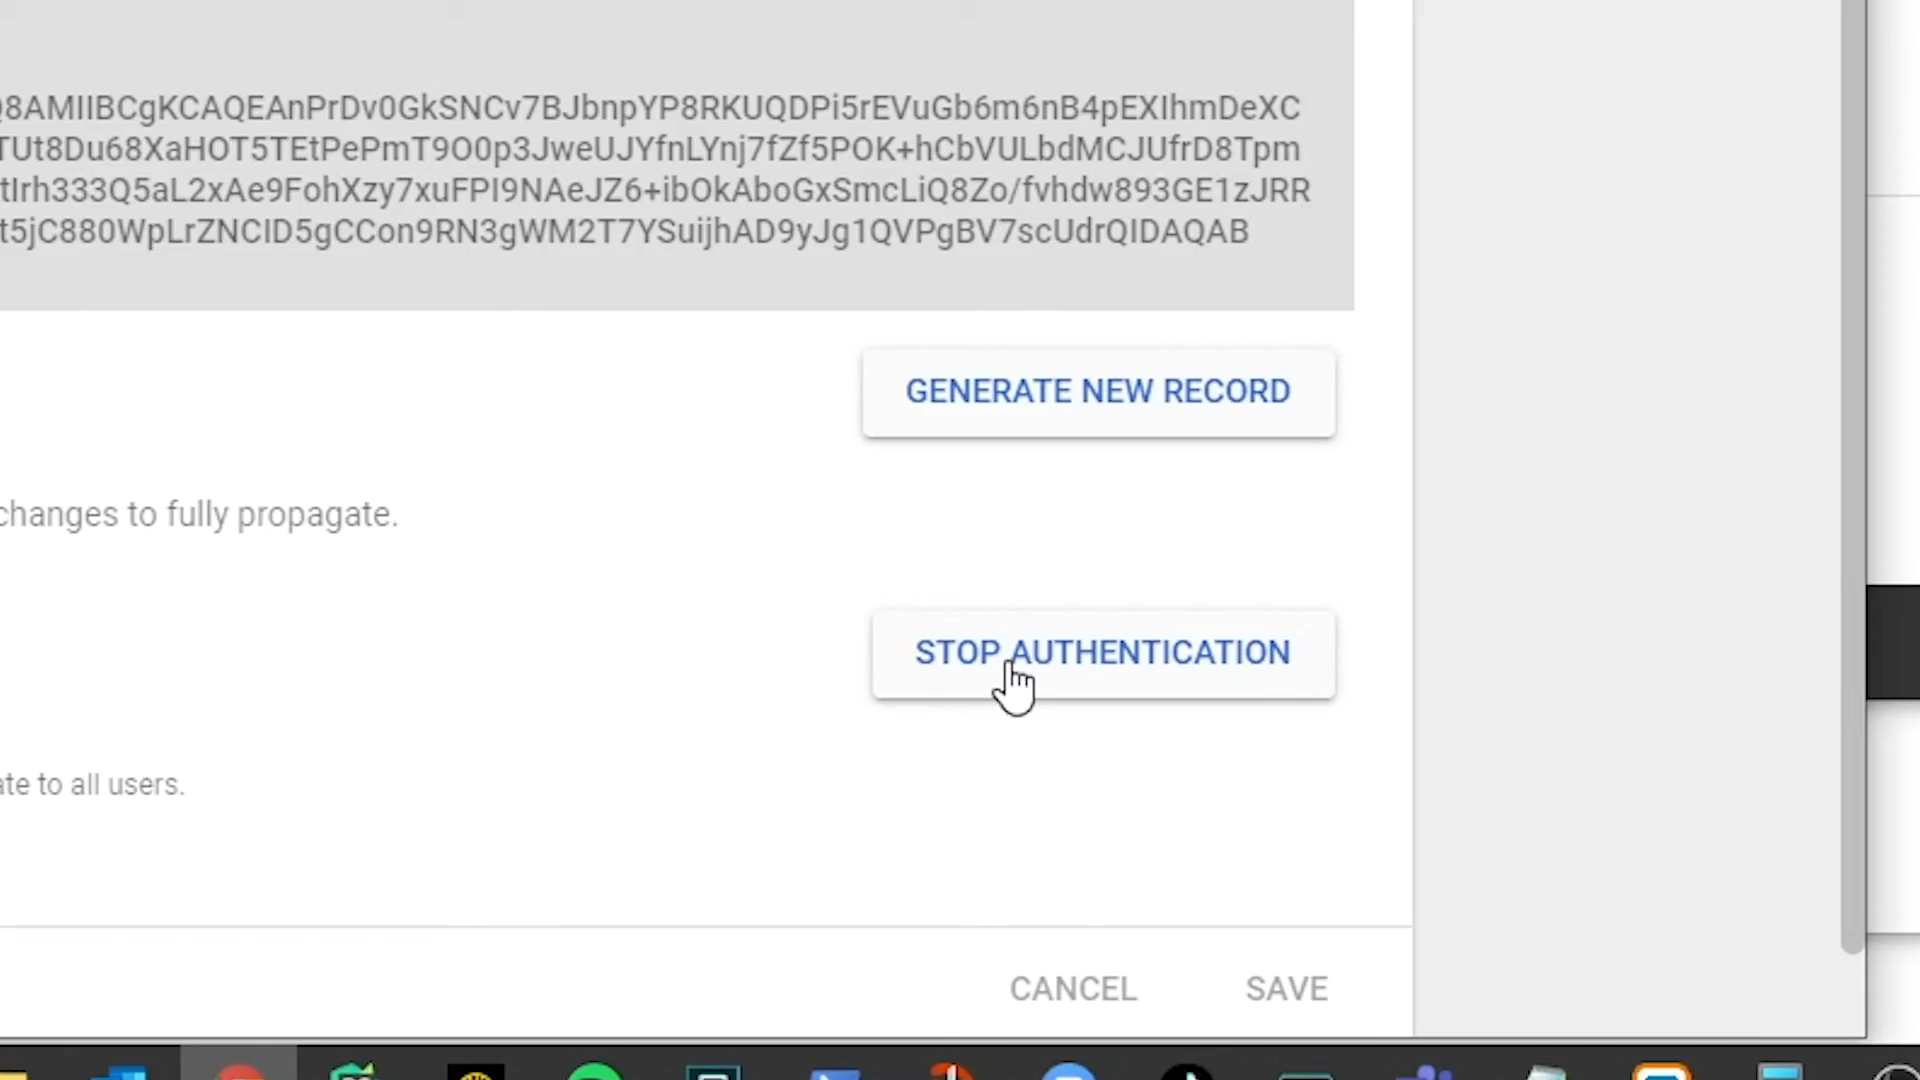 Q8AMIIBCgKCAQEAnPrDv0GkSNCv7BJbnpYP8RKUQDPi5rEVuGb6m6nB4pEXIhmDeXC
TUt8Du68XaHOT5TEtPePmT9O0p3JweUJYfnLYnj7fZf5POK+hCbVULbdMCJUfrD8Tpm
tIrh333Q5aL2xAe9FohXzy7xuFPI9NAeJZ6+ibOkAboGxSmcLiQ8Zo/fvhdw893GE1zJRR
t5jC880WpLrZNCID5gCCon9RN3gWM2T7YSuijhAD9yJg1QVPgBV7scUdrQIDAQAB
GENERATE NEW RECORD
changes to fully propagate.
STOP AUTHENTICATION
ate to all users.
CANCEL SAVE